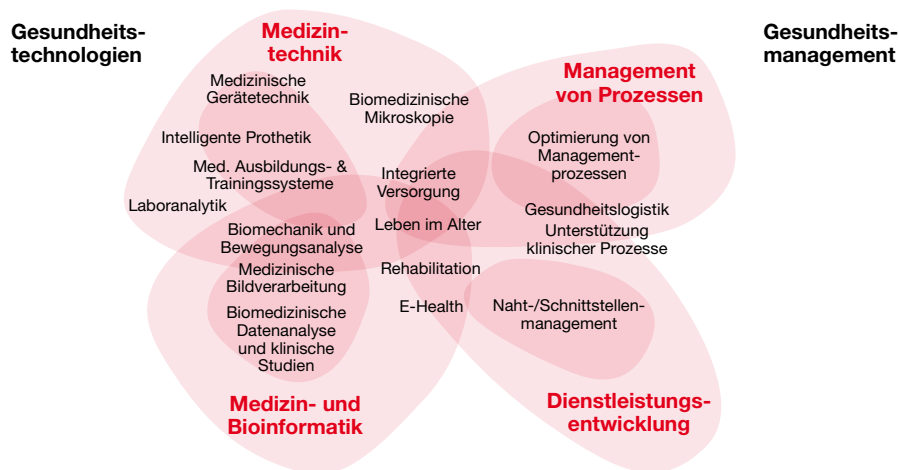 Gesundheits-
technologien
Medizin-
technik
Gesundheits-
management
Management
von Prozessen
Medizinische
Gerätetechnik
Biomedizinische
Mikroskopie
Intelligente Prothetik
Optimierung von
Management-
prozessen
Med. Ausbildungs- &
Trainingssysteme
Integrierte
Versorgung
Laboranalytik
Gesundheitslogistik
Biomechanik und
Bewegungsanalyse
Leben im Alter
Unterstützung
klinischer Prozesse
Medizinische
Bildverarbeitung
Rehabilitation
E-Health
Naht-/Schnittstellen-
management
Biomedizinische
Datenanalyse
und klinische
Studien
Medizin- und
Bioinformatik
Dienstleistungs-
entwicklung